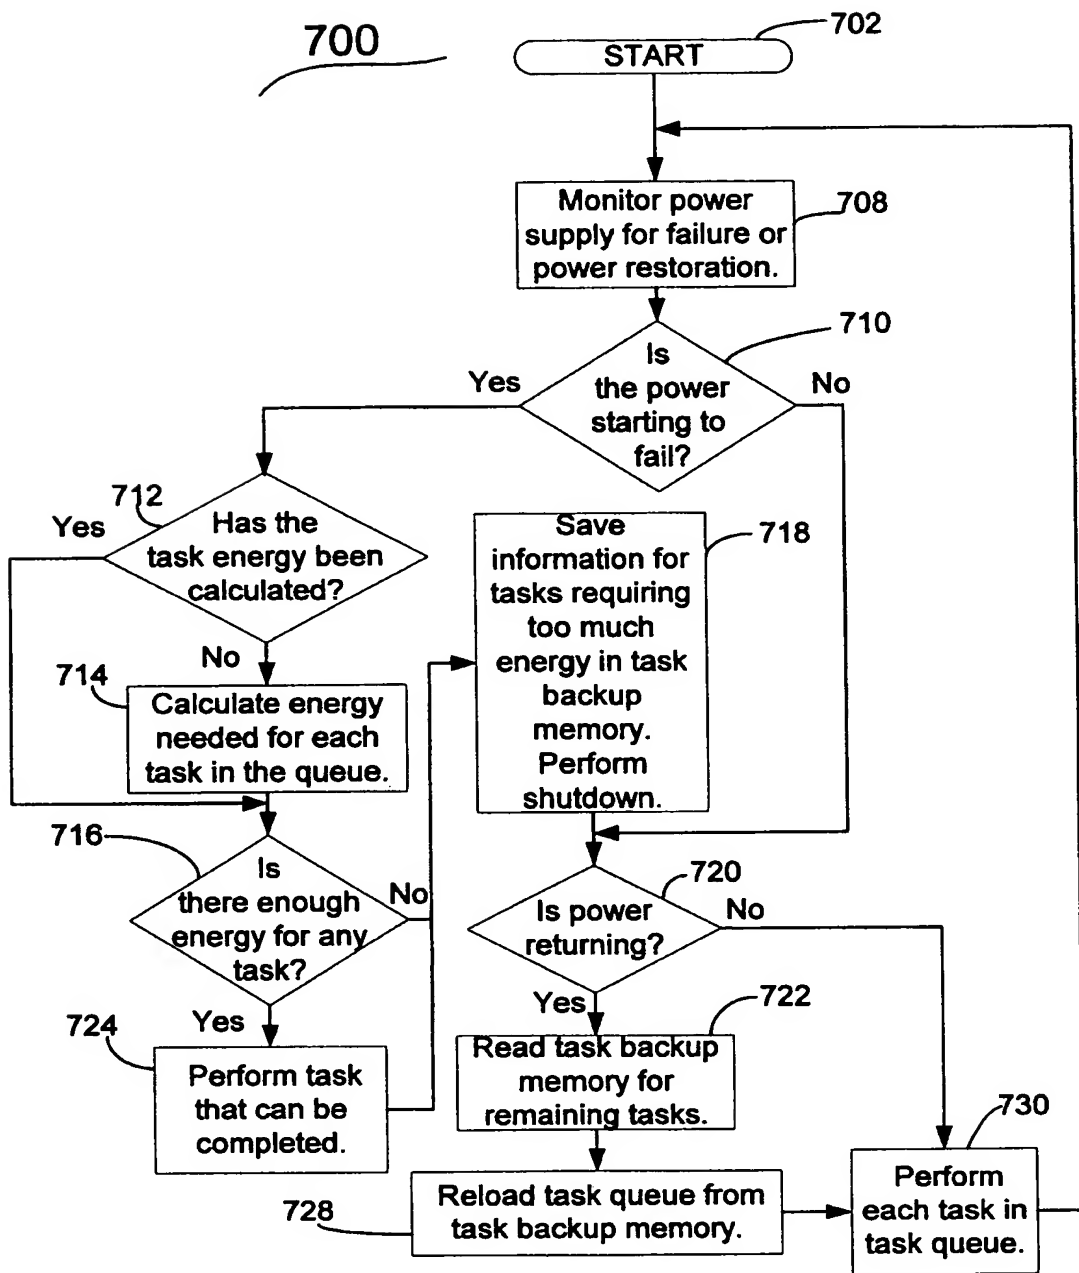 700
702
START
Monitor power
supply for failure or
power restoration.
708
710
Is
the power
starting to
fail?
Yes
No
712
Yes
Has the
task energy been
calculated?
No
714
Calculate energy
needed for each
task in the queue.
Save
information for
tasks requiring
too much
energy in task
backup
memory.
Perform
shutdown.
718
716
Is
there enough
energy for any
task?
No
Yes
724
Perform task
that can be
completed.
720
Is power
returning?
No
Yes
722
Read task backup
memory for
remaining tasks.
728
Reload task queue from
task backup memory.
730
Perform
each task in
task queue.